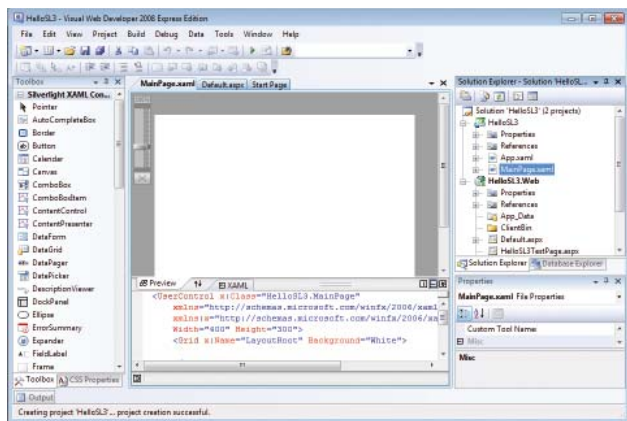 HelloSL3 - Visual Web Developer 2008 Express Edition
File Edit View Project Build Debug Data Tools Window Help
Toolbox
Silverlight XAML Con...
Pointer
AutoCompleteBox
Border
Button
Calendar
Canvas
ComboBox
ComboBoxItem
ContentControl
ContentPresenter
DataForm
DataGrid
DataPager
DatePicker
DescriptionViewer
DockPanel
Ellipse
ErrorSummary
Expander
FieldLabel
Frame
Toolbox CSS Properties
MainPage.xaml Default.aspx Start Page
Preview XAML
<UserControl x:Class="HelloSL3.MainPage"
xmlns="http://schemas.microsoft.com/winfx/2006/xaml
xmlns:x="http://schemas.microsoft.com/winfx/2006/xa
Width="400" Height="300">
<Grid x:Name="LayoutRoot" Background="White">
Solution Explorer - Solution 'HelloSL...
Solution 'HelloSL3' (2 projects)
HelloSL3
Properties
References
App.xaml
MainPage.xaml
HelloSL3.Web
Properties
References
App_Data
ClientBin
Default.aspx
HelloSL3TestPage.aspx
Solution Explorer Database Explorer
Properties
MainPage.xaml File Properties
Custom Tool Name
Misc
Misc
Output
Creating project 'HelloSL3'... project creation successful.